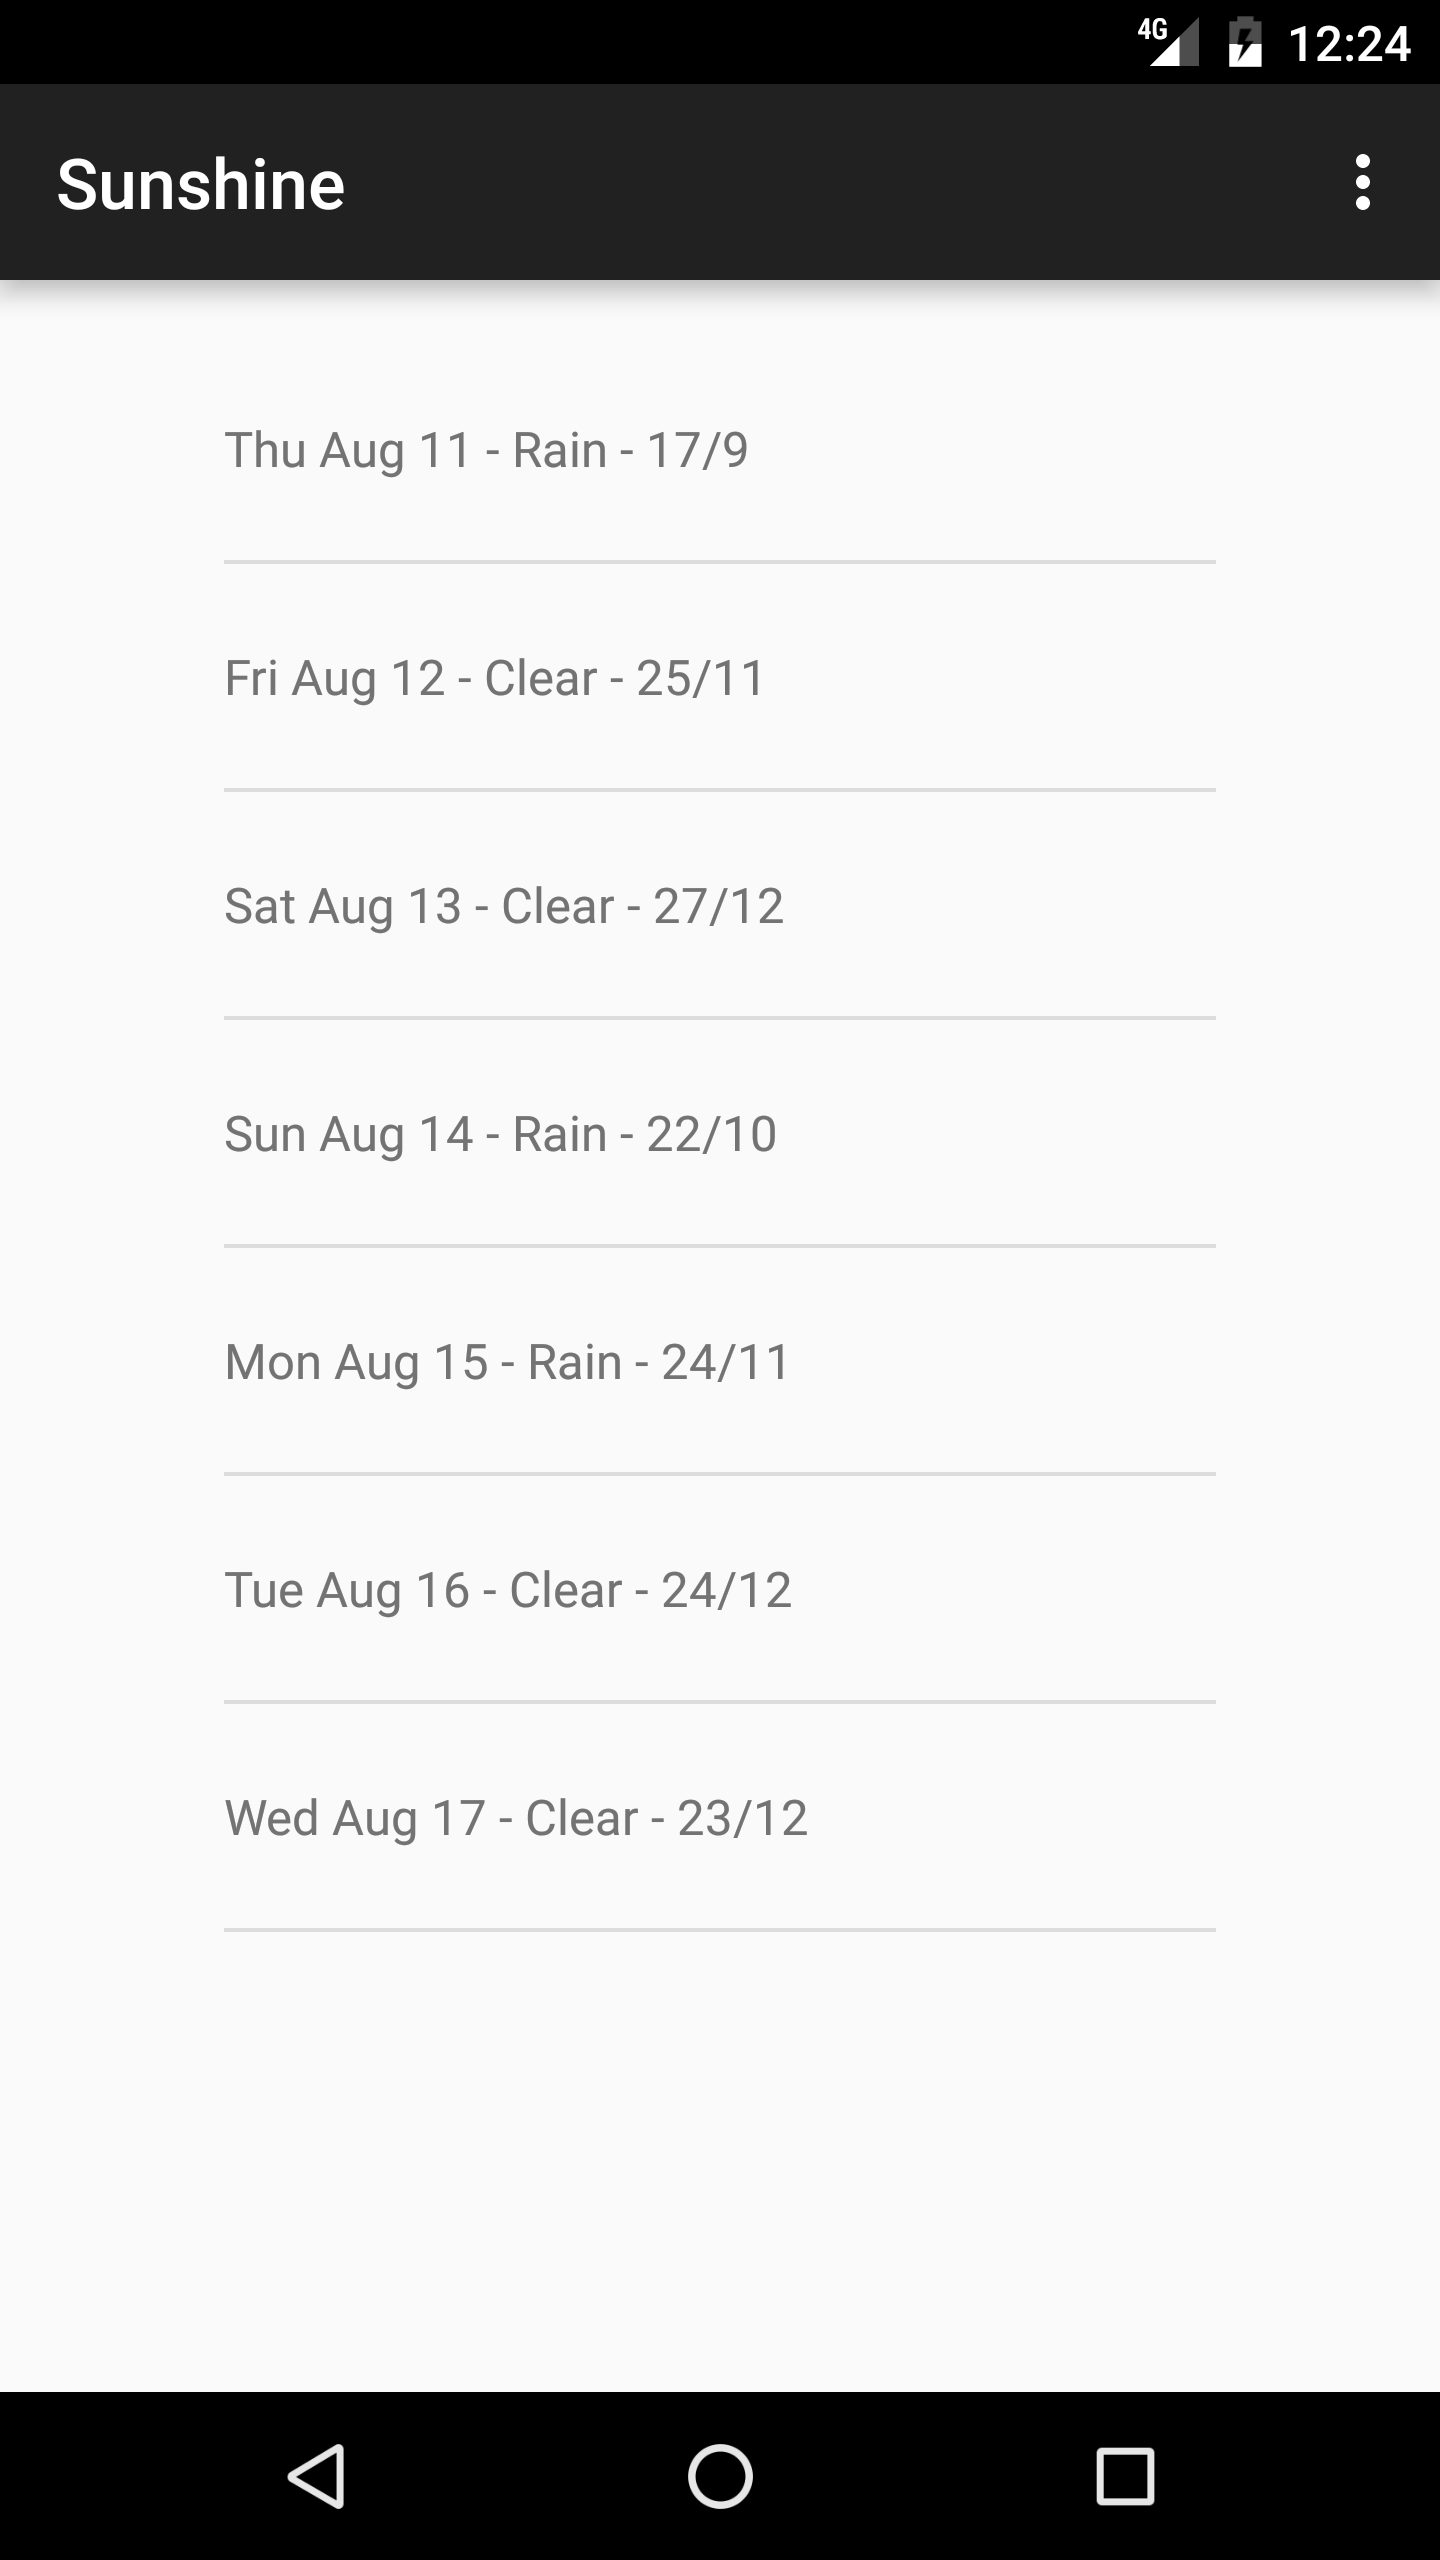 4G 12:24
Sunshine
Thu Aug 11 - Rain - 17/9
Fri Aug 12 - Clear - 25/11
Sat Aug 13 - Clear - 27/12
Sun Aug 14 - Rain - 22/10
Mon Aug 15 - Rain - 24/11
Tue Aug 16 - Clear - 24/12
Wed Aug 17 - Clear - 23/12